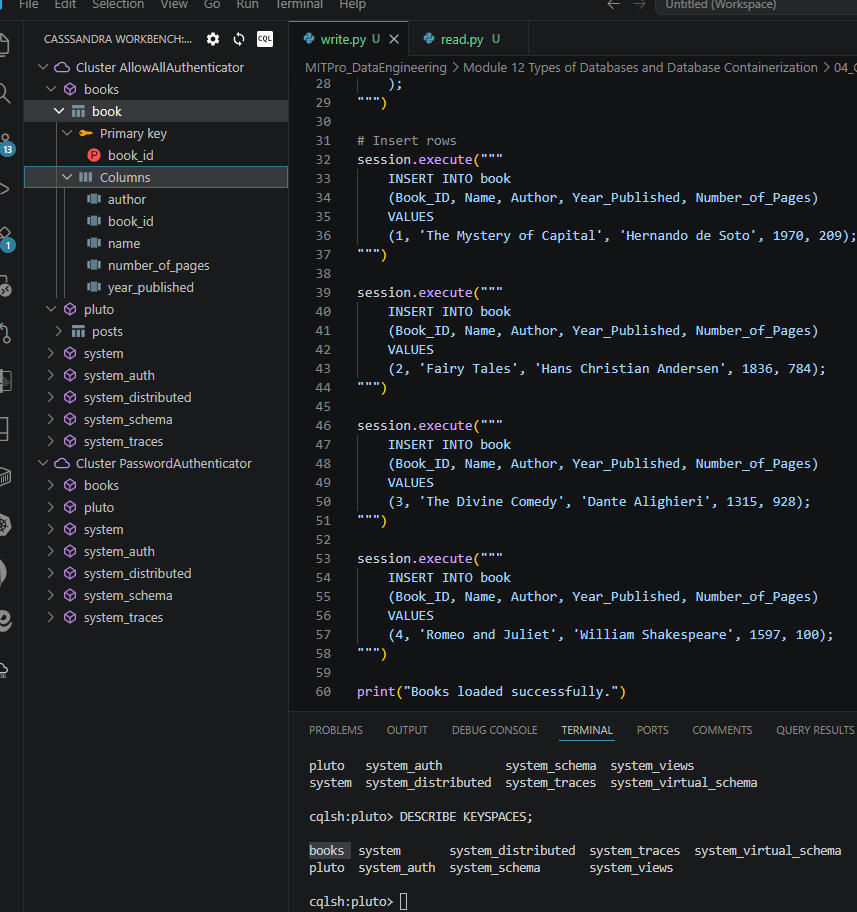 File Edit Selection View Go Run Terminal Help
Untitled (Workspace)
CASSSANDRA WORKBENCH:...
CQL
write.py U
read.py U
MITPro_DataEngineering > Module 12 Types of Databases and Database Containerization >
13
1
Cluster AllowAllAuthenticator
books
book
Primary key
P book_id
Columns
author
book_id
name
number_of_pages
year_published
pluto
posts
system
system_auth
system_distributed
system_schema
system_traces
Cluster PasswordAuthenticator
books
pluto
system
system_auth
system_distributed
system_schema
system_traces
28 );
29 """)
30
31 # Insert rows
32 session.execute("""
33 INSERT INTO book
34 (Book_ID, Name, Author, Year_Published, Number_of_Pages)
35 VALUES
36 (1, 'The Mystery of Capital', 'Hernando de Soto', 1970, 209);
37 """)
38
39 session.execute("""
40 INSERT INTO book
41 (Book_ID, Name, Author, Year_Published, Number_of_Pages)
42 VALUES
43 (2, 'Fairy Tales', 'Hans Christian Andersen', 1836, 784);
44 """)
45
46 session.execute("""
47 INSERT INTO book
48 (Book_ID, Name, Author, Year_Published, Number_of_Pages)
49 VALUES
50 (3, 'The Divine Comedy', 'Dante Alighieri', 1315, 928);
51 """)
52
53 session.execute("""
54 INSERT INTO book
55 (Book_ID, Name, Author, Year_Published, Number_of_Pages)
56 VALUES
57 (4, 'Romeo and Juliet', 'William Shakespeare', 1597, 100);
58 """)
59
60 print("Books loaded successfully.")
PROBLEMS OUTPUT DEBUG CONSOLE TERMINAL PORTS COMMENTS QUERY RESULTS
pluto system_auth system_schema system_views
system system_distributed system_traces system_virtual_schema
cqlsh:pluto> DESCRIBE KEYSPACES;
books system system_distributed system_traces system_virtual_schema
pluto system_auth system_schema system_views
cqlsh:pluto>